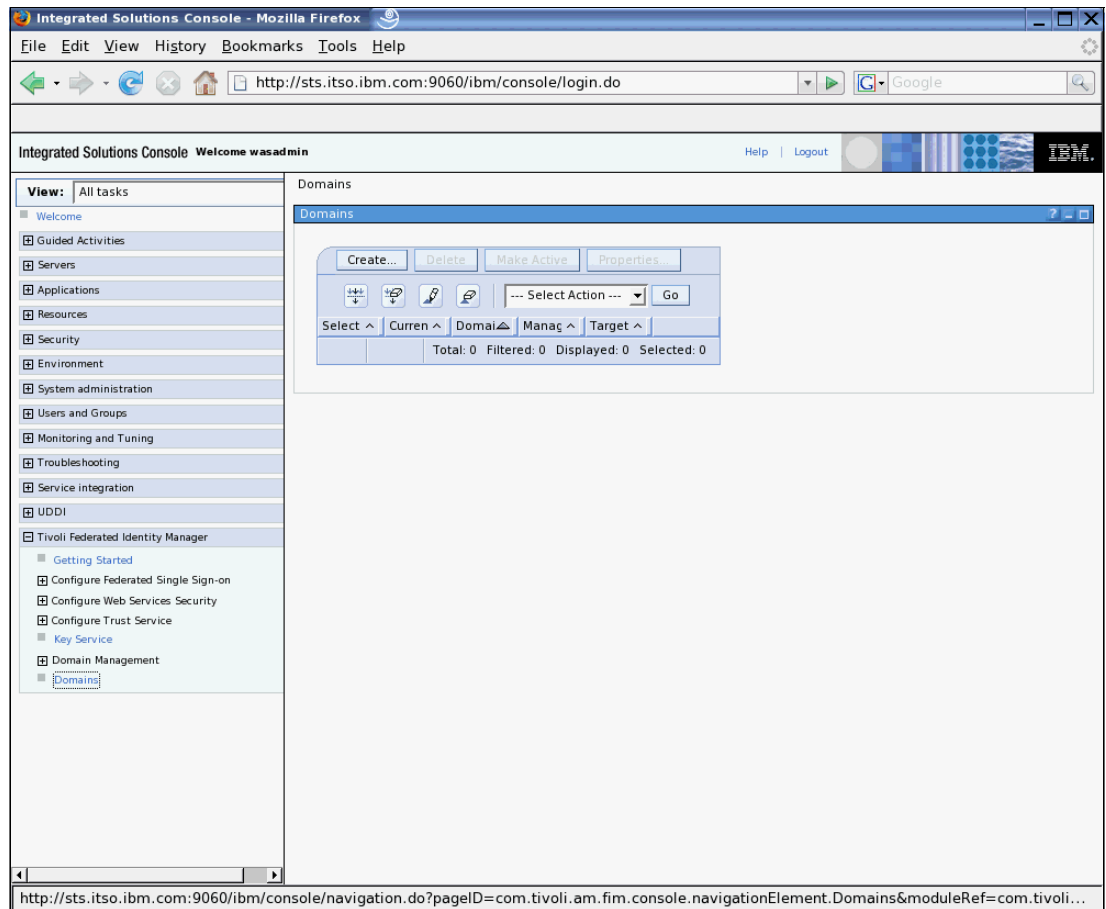 Integrated Solutions Console - Mozilla Firefox
File Edit View History Bookmarks Tools Help
http://sts.itso.ibm.com:9060/ibm/console/login.do
G Google
Integrated Solutions Console Welcome wasadmin
Help | Logout
IBM.
View: All tasks
Welcome
Guided Activities
Servers
Applications
Resources
Security
Environment
System administration
Users and Groups
Monitoring and Tuning
Troubleshooting
Service integration
UDDI
Tivoli Federated Identity Manager
Getting Started
Configure Federated Single Sign-on
Configure Web Services Security
Configure Trust Service
Key Service
Domain Management
Domains
Domains
Domains
? _
Create... Delete Make Active Properties...
--- Select Action --- Go
Select Curren Domai Manag Target
Total: 0 Filtered: 0 Displayed: 0 Selected: 0
http://sts.itso.ibm.com:9060/ibm/console/navigation.do?pageID=com.tivoli.am.fim.console.navigationElement.Domains&moduleRef=com.tivoli...